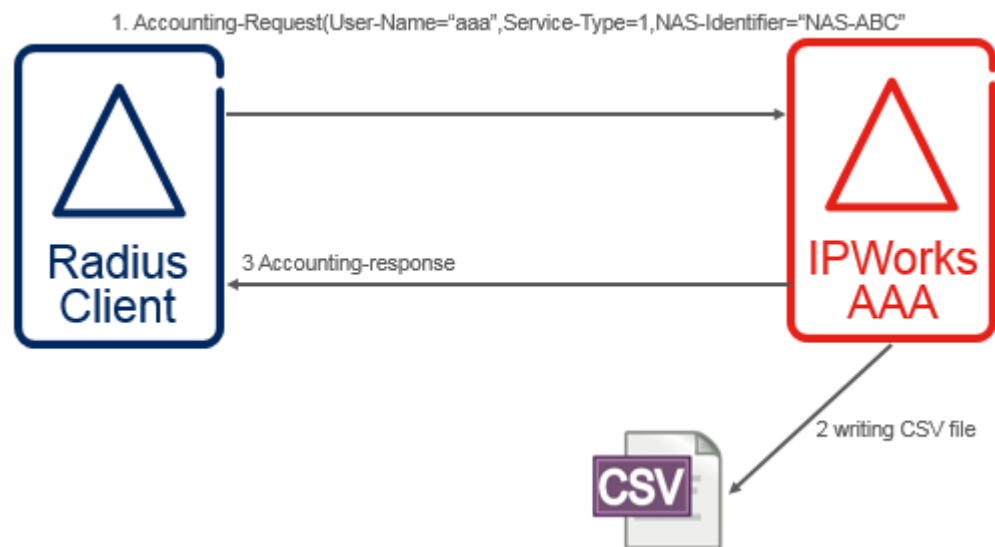 1. Accounting-Request(User-Name=“aaa”,Service-Type=1,NAS-Identifier=“NAS-ABC”
Radius
Client
3 Accounting-response
IPWorks
AAA
2 writing CSV file
CSV